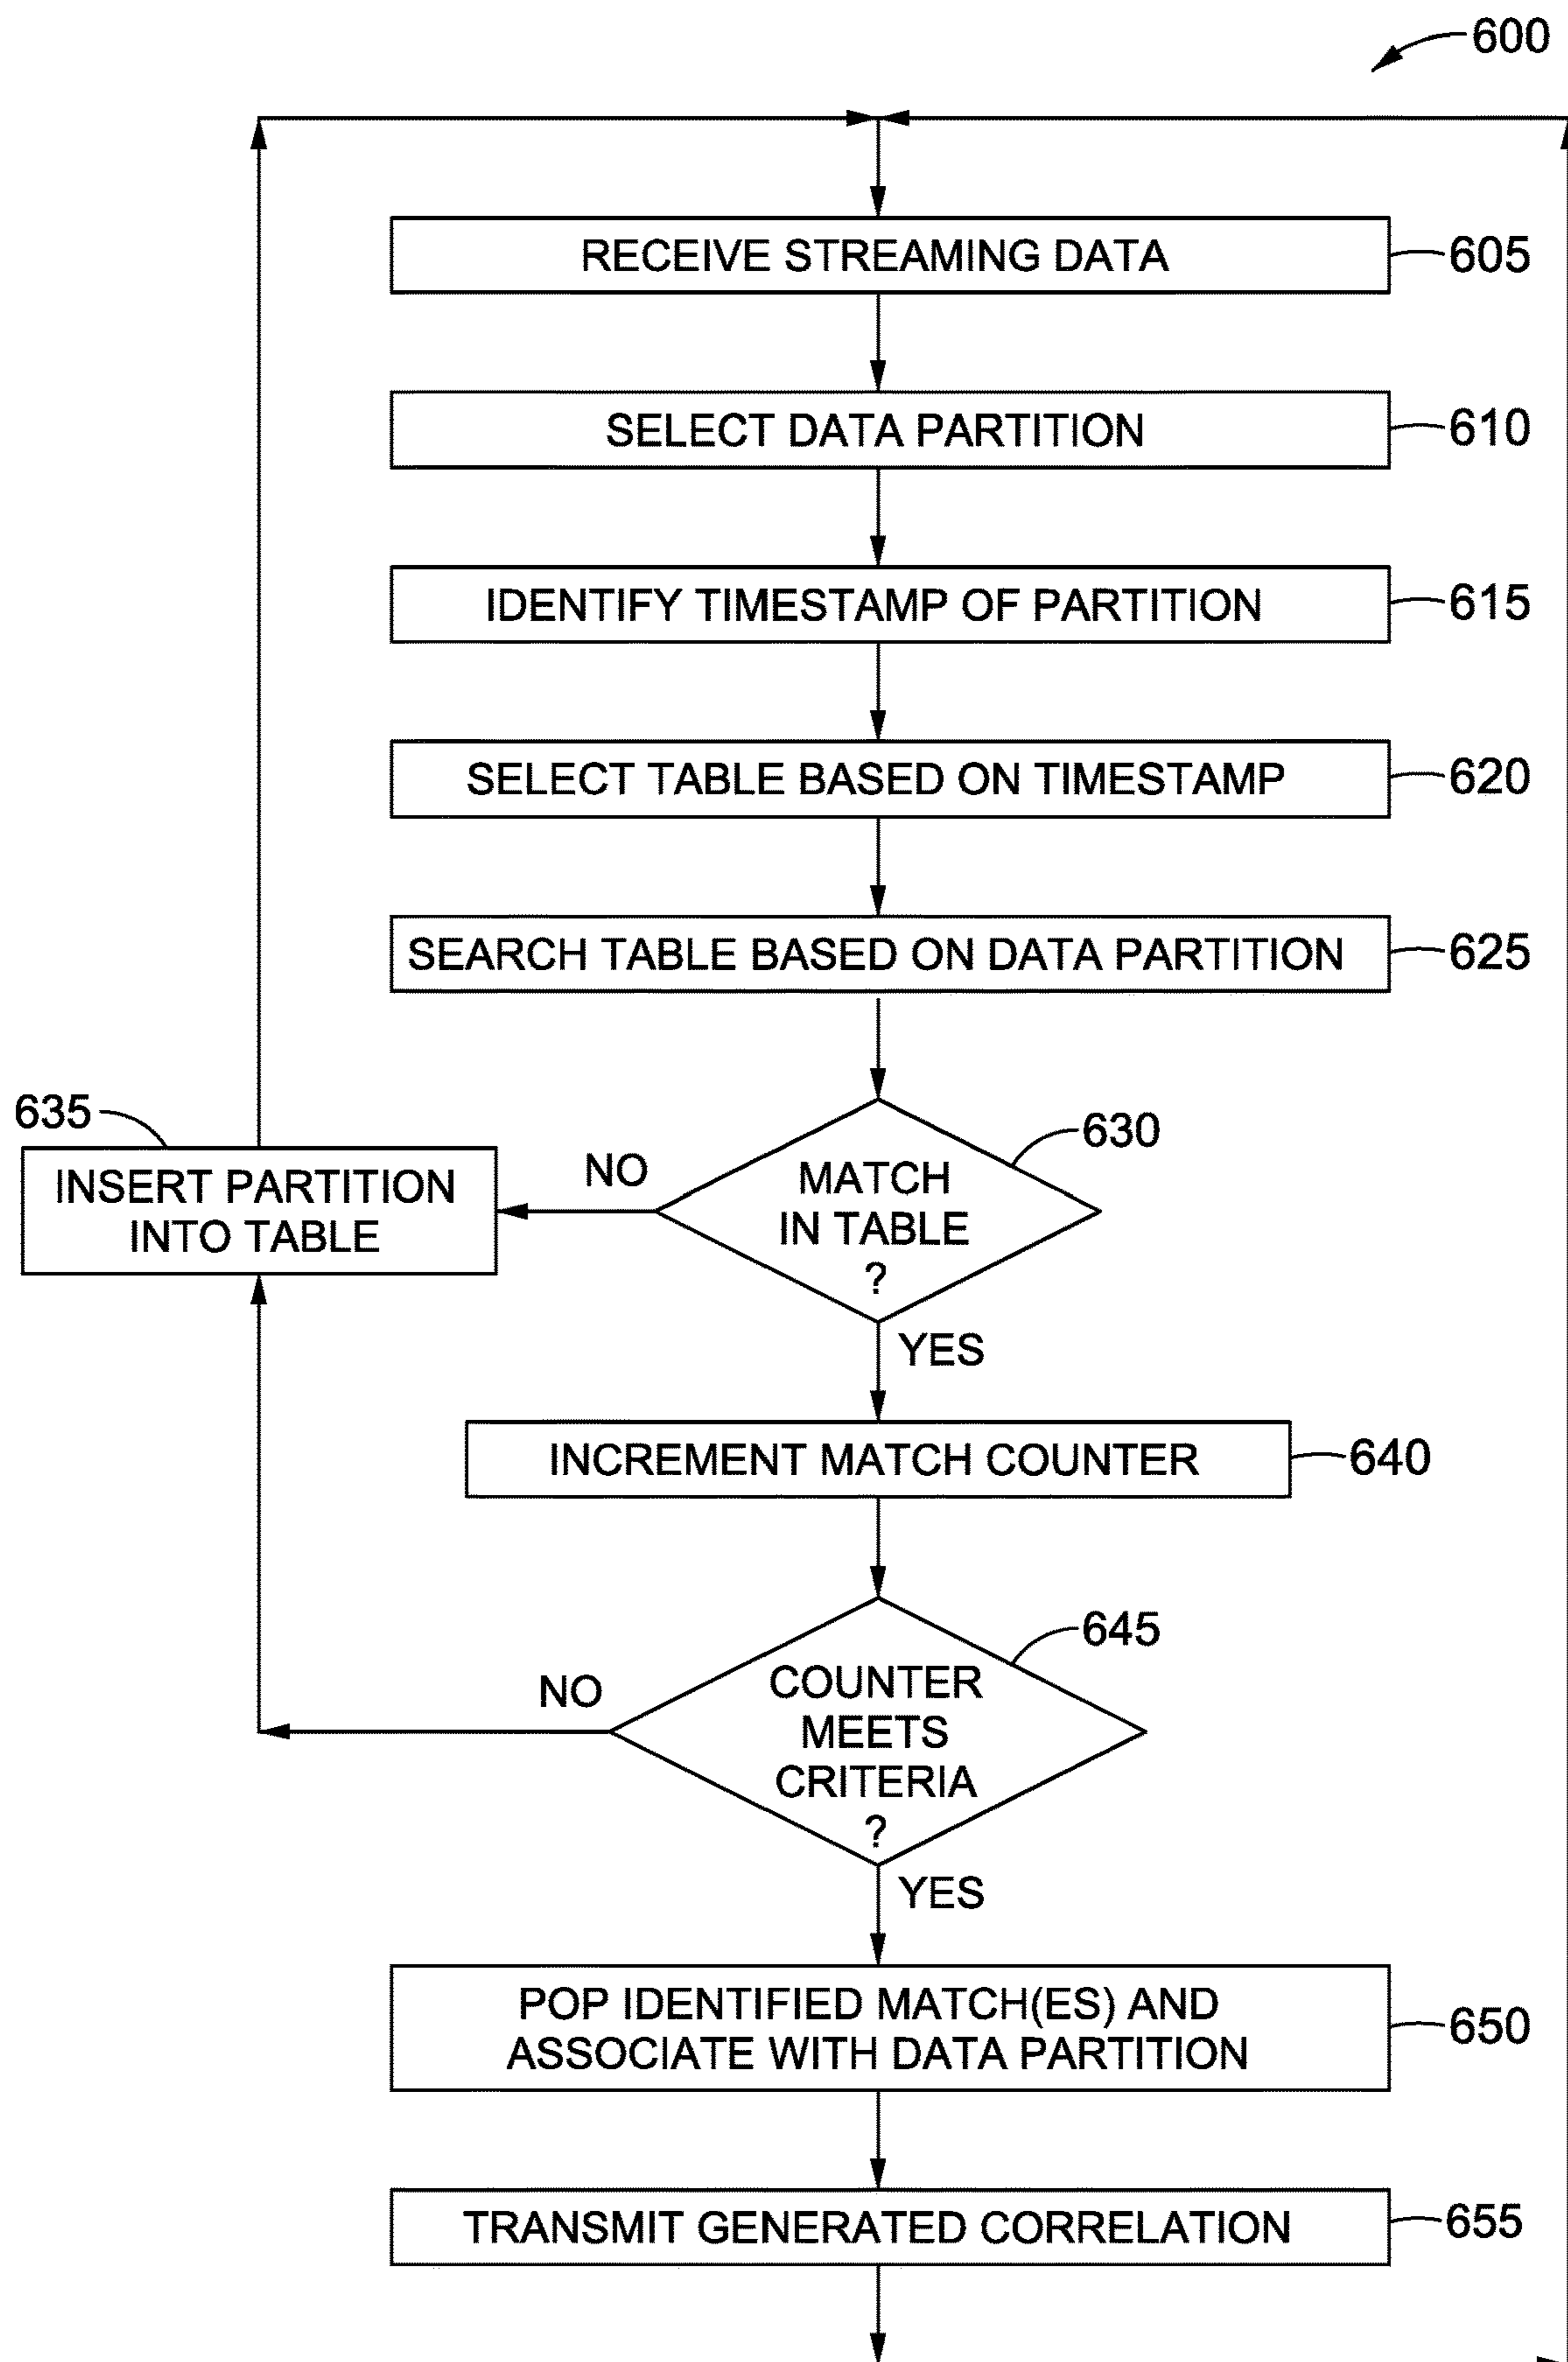 600
RECEIVE STREAMING DATA
605
SELECT DATA PARTITION
610
IDENTIFY TIMESTAMP OF PARTITION
615
SELECT TABLE BASED ON TIMESTAMP
620
SEARCH TABLE BASED ON DATA PARTITION
625
635
INSERT PARTITION
INTO TABLE
NO
630
MATCH
IN TABLE
?
YES
INCREMENT MATCH COUNTER
640
645
NO
COUNTER
MEETS
CRITERIA
?
YES
POP IDENTIFIED MATCH(ES) AND
ASSOCIATE WITH DATA PARTITION
650
TRANSMIT GENERATED CORRELATION
655